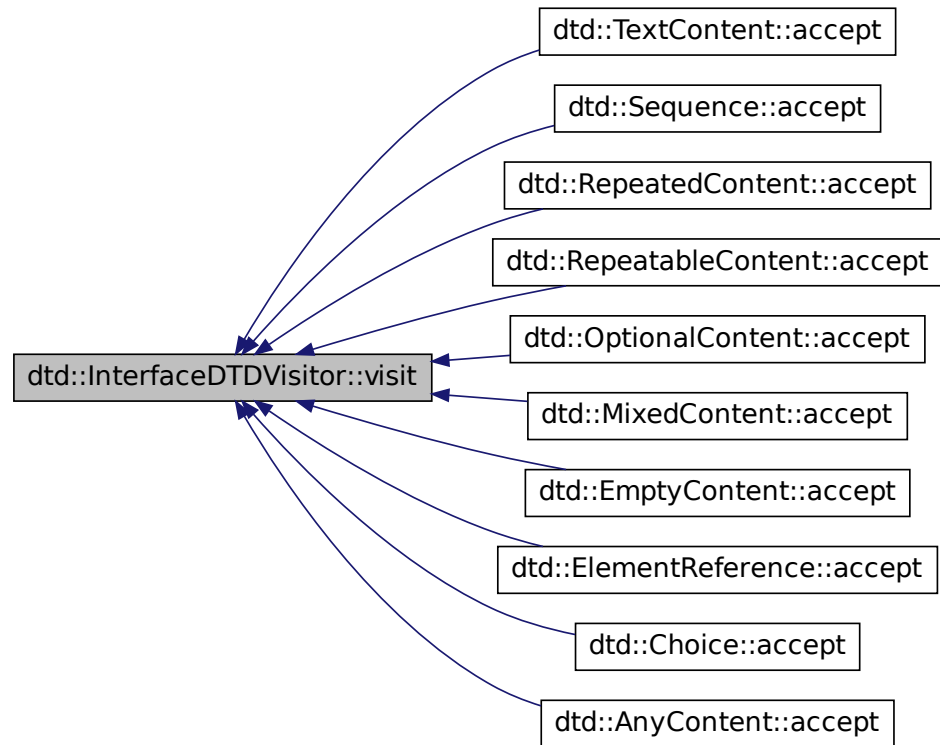 dtd::TextContent::accept
dtd::Sequence::accept
dtd::RepeatedContent::accept
dtd::RepeatableContent::accept
dtd::OptionalContent::accept
dtd::InterfaceDTDVisitor::visit
dtd::MixedContent::accept
dtd::EmptyContent::accept
dtd::ElementReference::accept
dtd::Choice::accept
dtd::AnyContent::accept